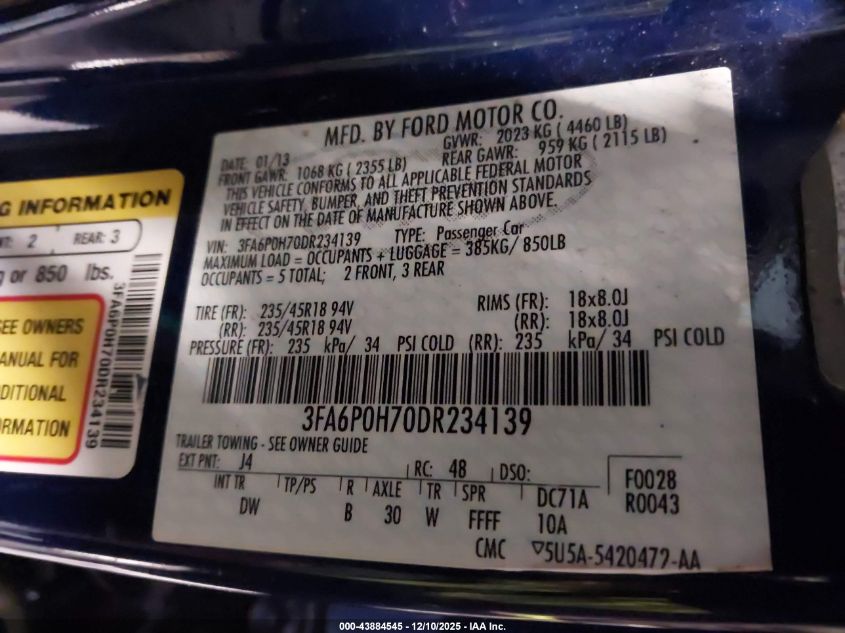 MFD. BY FORD MOTOR CO.
DATE: 01/13 GVWR: 2023 KG ( 4460 LB)
FRONT GAWR: 1068 KG ( 2355 LB) REAR GAWR: 959 KG ( 2115 LB)
THIS VEHICLE CONFORMS TO ALL APPLICABLE FEDERAL MOTOR
VEHICLE SAFETY, BUMPER, AND THEFT PREVENTION STANDARDS
IN EFFECT ON THE DATE OF MANUFACTURE SHOWN ABOVE.
VIN: 3FA6P0H70DR234139 TYPE: Passenger Car
MAXIMUM LOAD = OCCUPANTS + LUGGAGE = 385KG/ 850LB
OCCUPANTS = 5 TOTAL; 2 FRONT, 3 REAR
TIRE (FR): 235/45R18 94V RIMS (FR): 18x8.0J
(RR): 235/45R18 94V (RR): 18x8.0J
PRESSURE (FR): 235 kPa/ 34 PSI COLD (RR): 235 kPa/ 34 PSI COLD
3FA6P0H70DR234139
TRAILER TOWING - SEE OWNER GUIDE
EXT PNT: J4 RC: 48 DSO: F0028
INT TR TP/PS R AXLE TR SPR DC71A R0043
DW B 30 W FFFF 10A
CMC ▽5U5A-5420472-AA
G INFORMATION
2 REAR: 3
g or 850 lbs.
SEE OWNERS
MANUAL FOR
DITIONAL
ORMATION
3FA6P0H70DR234139
000-43884545 - 12/10/2025 - IAA Inc.